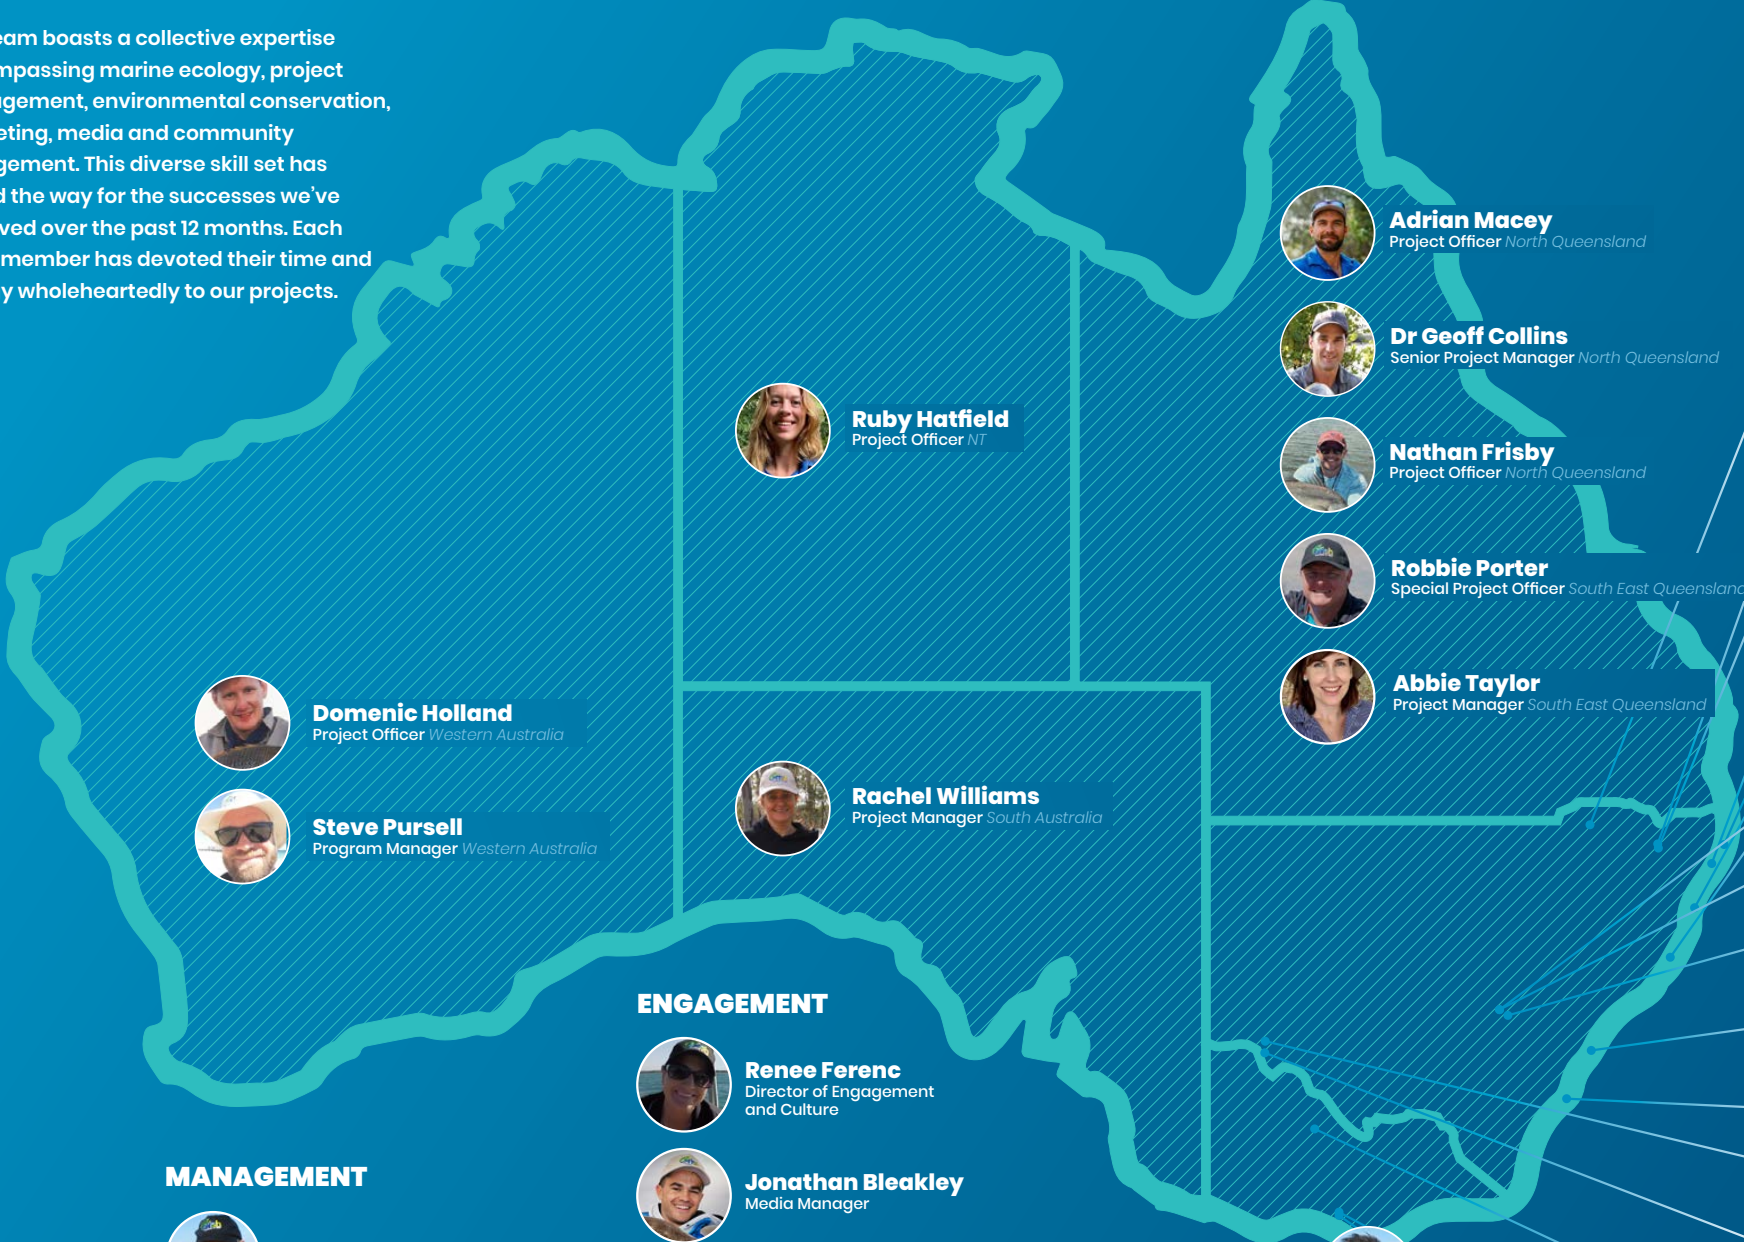 eam boasts a collective expertise
mpassing marine ecology, project
agement, environmental conservation,
eting, media and community
gement. This diverse skill set has
d the way for the successes we've
ved over the past 12 months. Each
member has devoted their time and
y wholeheartedly to our projects.
Adrian Macey
Project Officer North Queensland
Dr Geoff Collins
Senior Project Manager North Queensland
Ruby Hatfield
Project Officer NT
Nathan Frisby
Project Officer North Queensland
Robbie Porter
Special Project Officer South East Queensland
Abbie Taylor
Project Manager South East Queensland
Domenic Holland
Project Officer Western Australia
Steve Pursell
Program Manager Western Australia
Rachel Williams
Project Manager South Australia
ENGAGEMENT
Renee Ferenc
Director of Engagement
and Culture
Jonathan Bleakley
Media Manager
MANAGEMENT